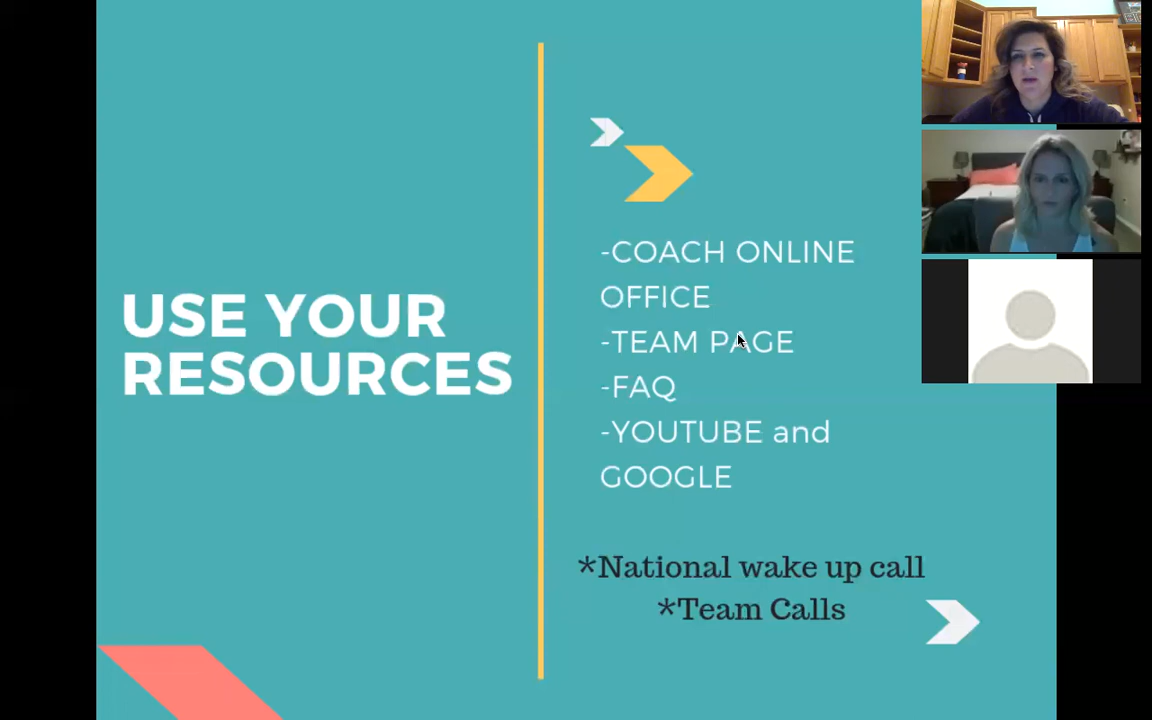 USE YOUR
RESOURCES
-COACH ONLINE
OFFICE
-TEAM PAGE
-FAQ
-YOUTUBE and
GOOGLE
*National wake up call
*Team Calls